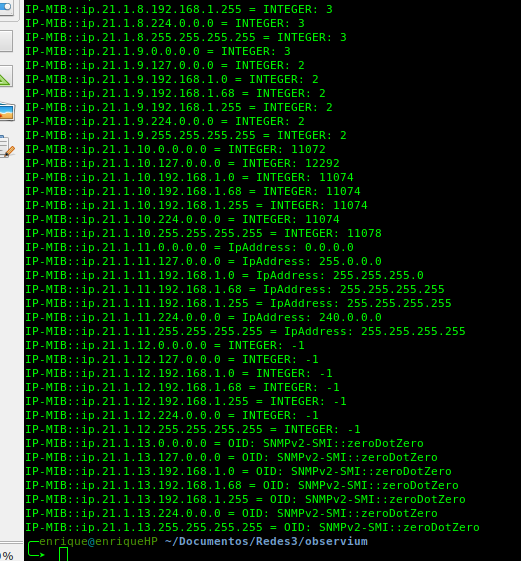 IP-MIB::ip.21.1.8.192.168.1.255 = INTEGER: 3
IP-MIB::ip.21.1.8.224.0.0.0 = INTEGER: 3
IP-MIB::ip.21.1.8.255.255.255.255 = INTEGER: 3
IP-MIB::ip.21.1.9.0.0.0.0 = INTEGER: 3
IP-MIB::ip.21.1.9.127.0.0.0 = INTEGER: 2
IP-MIB::ip.21.1.9.192.168.1.0 = INTEGER: 2
IP-MIB::ip.21.1.9.192.168.1.68 = INTEGER: 2
IP-MIB::ip.21.1.9.192.168.1.255 = INTEGER: 2
IP-MIB::ip.21.1.9.224.0.0.0 = INTEGER: 2
IP-MIB::ip.21.1.9.255.255.255.255 = INTEGER: 2
IP-MIB::ip.21.1.10.0.0.0.0 = INTEGER: 11072
IP-MIB::ip.21.1.10.127.0.0.0 = INTEGER: 12292
IP-MIB::ip.21.1.10.192.168.1.0 = INTEGER: 11074
IP-MIB::ip.21.1.10.192.168.1.68 = INTEGER: 11074
IP-MIB::ip.21.1.10.192.168.1.255 = INTEGER: 11074
IP-MIB::ip.21.1.10.224.0.0.0 = INTEGER: 11074
IP-MIB::ip.21.1.10.255.255.255.255 = INTEGER: 11078
IP-MIB::ip.21.1.11.0.0.0.0 = IpAddress: 0.0.0.0
IP-MIB::ip.21.1.11.127.0.0.0 = IpAddress: 255.0.0.0
IP-MIB::ip.21.1.11.192.168.1.0 = IpAddress: 255.255.255.0
IP-MIB::ip.21.1.11.192.168.1.68 = IpAddress: 255.255.255.255
IP-MIB::ip.21.1.11.192.168.1.255 = IpAddress: 255.255.255.255
IP-MIB::ip.21.1.11.224.0.0.0 = IpAddress: 240.0.0.0
IP-MIB::ip.21.1.11.255.255.255.255 = IpAddress: 255.255.255.255
IP-MIB::ip.21.1.12.0.0.0.0 = INTEGER: -1
IP-MIB::ip.21.1.12.127.0.0.0 = INTEGER: -1
IP-MIB::ip.21.1.12.192.168.1.0 = INTEGER: -1
IP-MIB::ip.21.1.12.192.168.1.68 = INTEGER: -1
IP-MIB::ip.21.1.12.192.168.1.255 = INTEGER: -1
IP-MIB::ip.21.1.12.224.0.0.0 = INTEGER: -1
IP-MIB::ip.21.1.12.255.255.255.255 = INTEGER: -1
IP-MIB::ip.21.1.13.0.0.0.0 = OID: SNMPv2-SMI::zeroDotZero
IP-MIB::ip.21.1.13.127.0.0.0 = OID: SNMPv2-SMI::zeroDotZero
IP-MIB::ip.21.1.13.192.168.1.0 = OID: SNMPv2-SMI::zeroDotZero
IP-MIB::ip.21.1.13.192.168.1.68 = OID: SNMPv2-SMI::zeroDotZero
IP-MIB::ip.21.1.13.192.168.1.255 = OID: SNMPv2-SMI::zeroDotZero
IP-MIB::ip.21.1.13.224.0.0.0 = OID: SNMPv2-SMI::zeroDotZero
IP-MIB::ip.21.1.13.255.255.255.255 = OID: SNMPv2-SMI::zeroDotZero
enrique@enriqueHP ~/Documentos/Redes3/observium